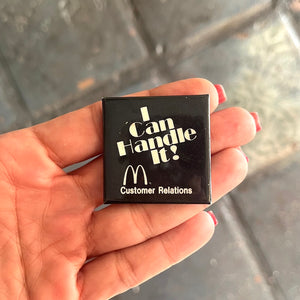 I
Can
Handle
It!
Customer Relations